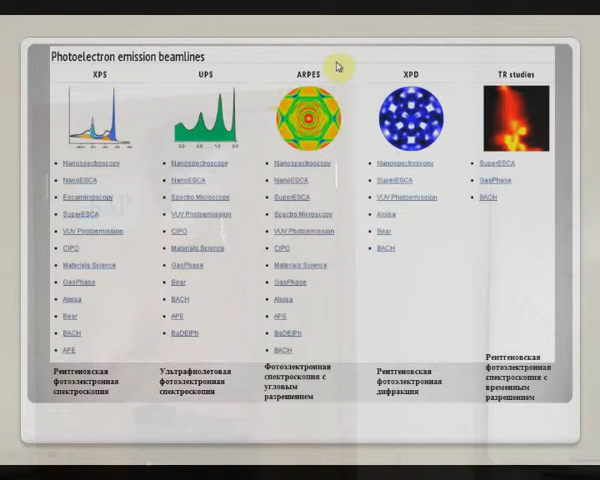 Photoelectron emission beamlines
XPS
Nanospectroscopy
NanoESCA
Escamicroscopy
SuperESCA
VUV Photoemission
CIPO
Materials Science
GasPhase
Aloisa
Bear
BACH
APE
Рентгеновская
фотоэлектронная
спектроскопия
UPS
Nanospectroscopy
NanoESCA
Spectro Microscopy
VUV Photoemission
CIPO
Materials Science
GasPhase
Bear
BACH
APE
BaDElPh
Ультрафиолетовая
фотоэлектронная
спектроскопия
ARPES
Nanospectroscopy
NanoESCA
SuperESCA
Spectro Microscopy
VUV Photoemission
CIPO
Materials Science
GasPhase
Aloisa
APE
BaDElPh
BACH
Фотоэлектронная
спектроскопия с
угловым
разрешением
XPD
Nanospectroscopy
SuperESCA
VUV Photoemission
Aloisa
Bear
BACH
Рентгеновская
фотоэлектронная
дифракция
TR studies
SuperESCA
GasPhase
BACH
Рентгеновская
фотоэлектронная
спектроскопия с
временным
разрешением